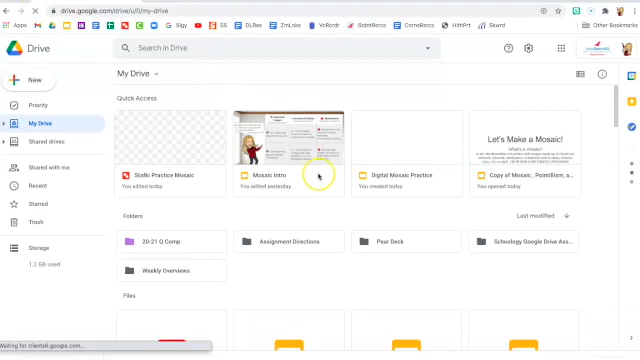 drive.google.com/drive/u/0/my-drive
Apps
M
Slgy
SS
DLRes
ZmLnks
VcRcrdr
StdntRsrcs
HlthPrt
Skwrd
Other Bookmarks
Drive
Search in Drive
New
My Drive
Priority
Quick Access
My Drive
Shared drives
Let's Make a Mosaic!
What's a mosaic?
Shared with me
Stafki Practice Mosaic
Mosaic Intro
Digital Mosaic Practice
Copy of Mosaic , Pointillism, a...
Recent
You edited today
You edited yesterday
You created today
You opened today
Starred
Trash
Folders
Last modified
Storage
20-21 Q Comp
Assignment Directions
Pear Deck
Schoology Google Drive Ass...
1.2 GB used
Weekly Overviews
Files
Waiting for clients6.google.com...